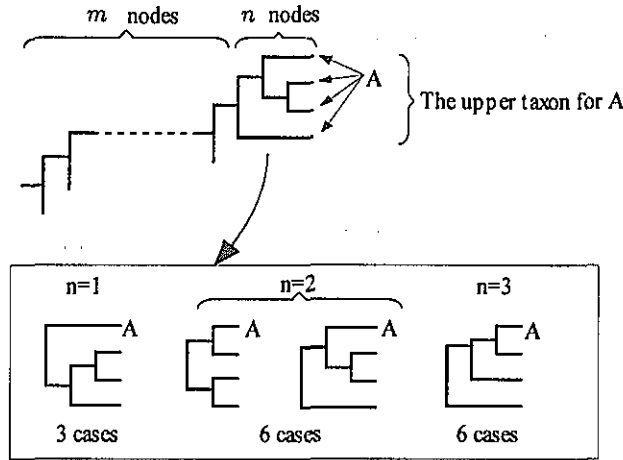 m nodes n nodes
A
The upper taxon for A
n=1 n=2 n=3
A A A A
3 cases 6 cases 6 cases